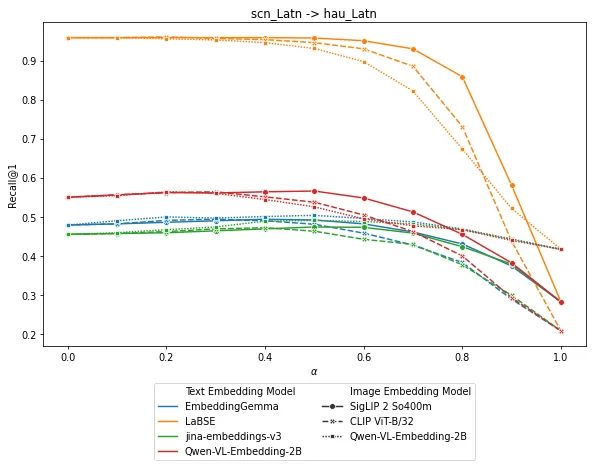 scn_Latn -> hau_Latn
Recall@1
0.9
0.8
0.7
0.6
0.5
0.4
0.3
0.2
0.0 0.2 0.4 0.6 0.8 1.0
α
Text Embedding Model
EmbeddingGemma
LaBSE
jina-embeddings-v3
Qwen-VL-Embedding-2B
Image Embedding Model
SigLIP 2 So400m
CLIP ViT-B/32
Qwen-VL-Embedding-2B